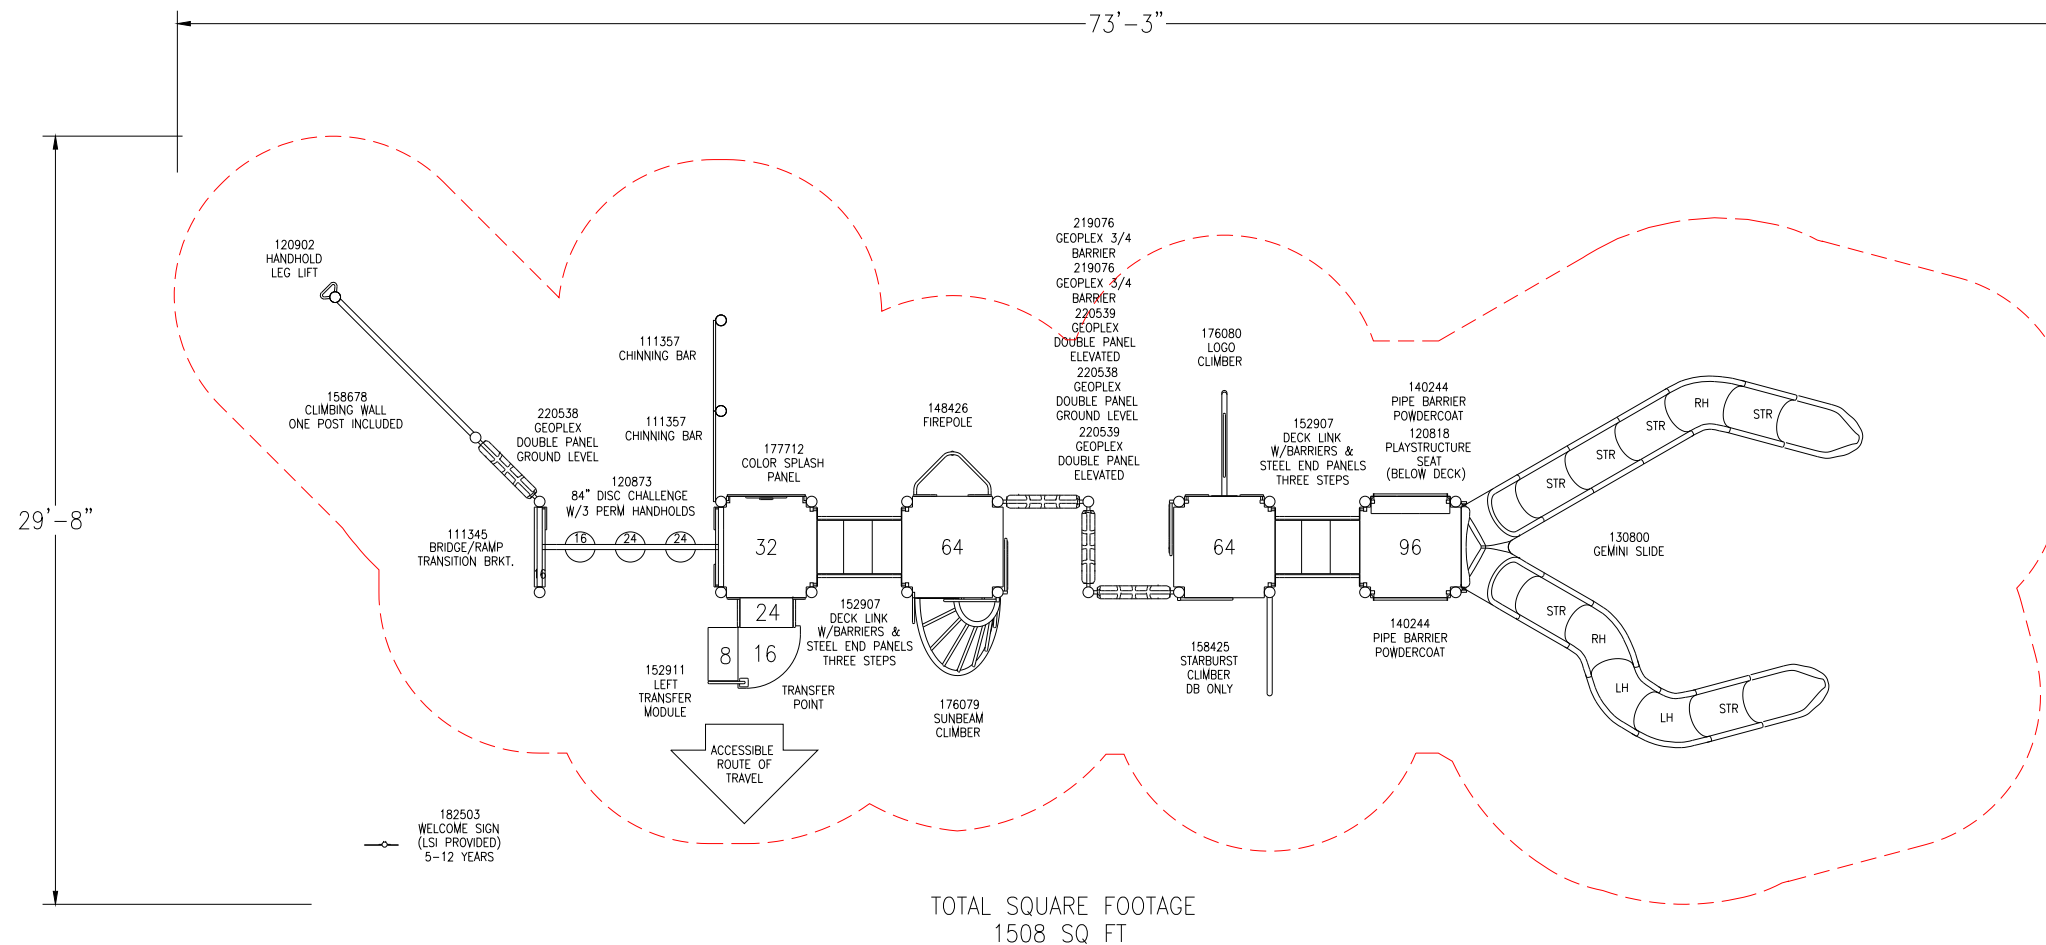 73'-3"
29'-8"
120902
HANDHOLD
LEG LIFT
158678
CLIMBING WALL
ONE POST INCLUDED
220538
GEOPLEX
DOUBLE PANEL
GROUND LEVEL
111345
BRIDGE/RAMP
TRANSITION BRKT.
16
120873
84" DISC CHALLENGE
W/3 PERM HANDHOLDS
16
24
24
111357
CHINNING BAR
111357
CHINNING BAR
177712
COLOR SPLASH
PANEL
32
24
8
16
152911
LEFT
TRANSFER
MODULE
TRANSFER
POINT
ACCESSIBLE
ROUTE OF
TRAVEL
152907
DECK LINK
W/BARRIERS &
STEEL END PANELS
THREE STEPS
148426
FIREPOLE
64
176079
SUNBEAM
CLIMBER
219076
GEOPLEX 3/4
BARRIER
219076
GEOPLEX 3/4
BARRIER
220539
GEOPLEX
DOUBLE PANEL
ELEVATED
220538
GEOPLEX
DOUBLE PANEL
GROUND LEVEL
220539
GEOPLEX
DOUBLE PANEL
ELEVATED
176080
LOGO
CLIMBER
64
158425
STARBURST
CLIMBER
DB ONLY
152907
DECK LINK
W/BARRIERS &
STEEL END PANELS
THREE STEPS
140244
PIPE BARRIER
POWDERCOAT
120818
PLAYSTRUCTURE
SEAT
(BELOW DECK)
96
140244
PIPE BARRIER
POWDERCOAT
130800
GEMINI SLIDE
STR
STR
STR
RH
STR
STR
RH
LH
LH
STR
182503
WELCOME SIGN
(LSI PROVIDED)
5-12 YEARS
TOTAL SQUARE FOOTAGE
1508 SQ FT